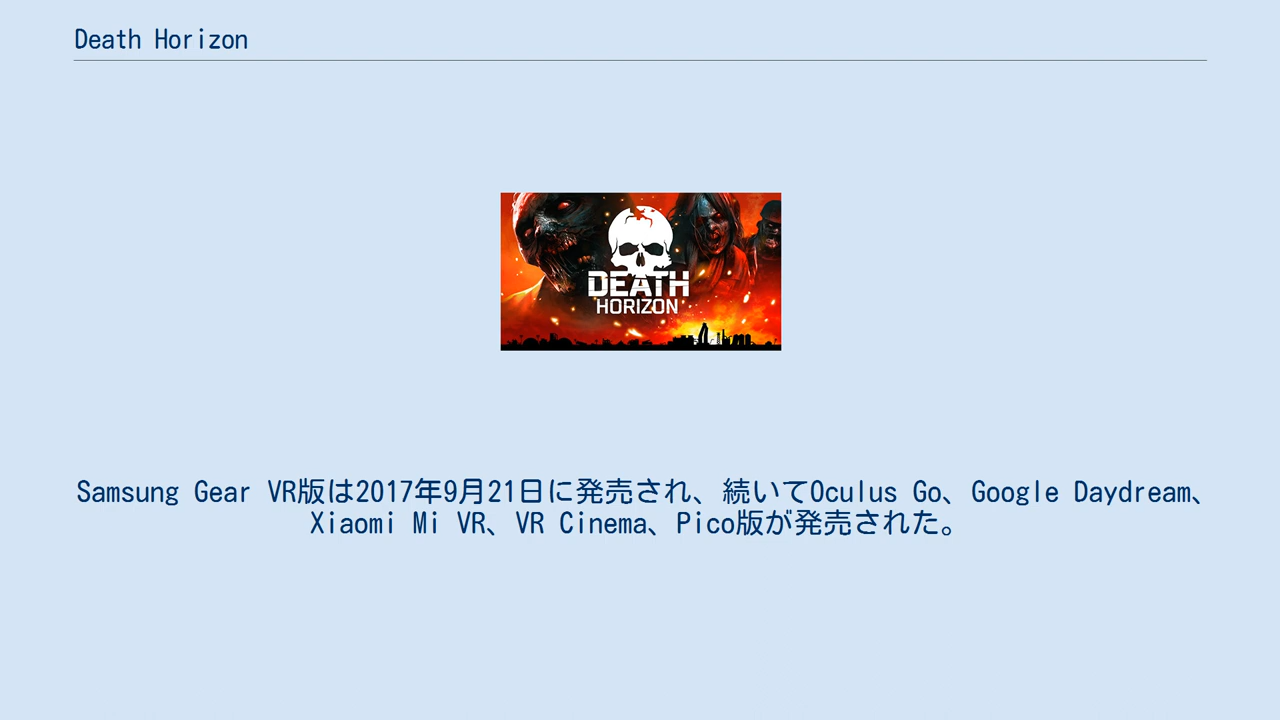 Death Horizon
DEATH
HORIZON
Samsung Gear VR版は2017年9月21日に発売され、続いてOculus Go、Google Daydream、
Xiaomi Mi VR、VR Cinema、Pico版が発売された。